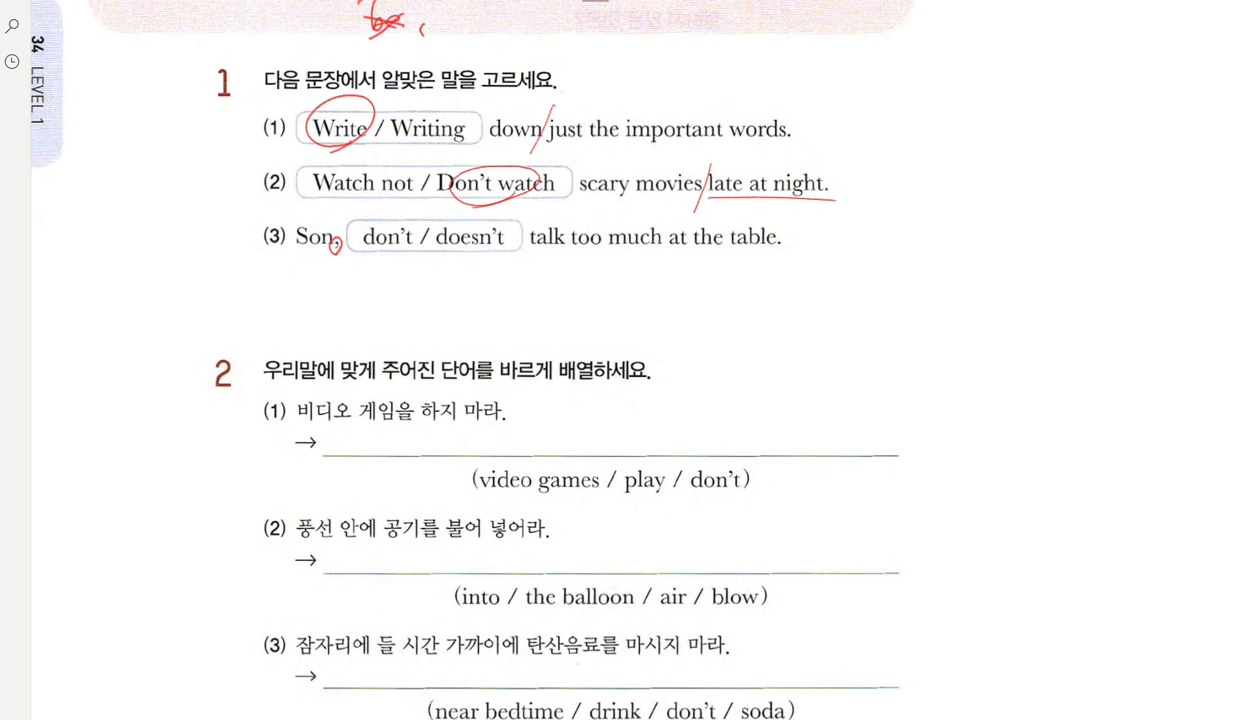 34 LEVEL 1
be,
1 다음 문장에서 알맞은 말을 고르세요.
(1) Write / Writing down just the important words.
(2) Watch not / Don't watch scary movies late at night.
(3) Son, don't / doesn't talk too much at the table.
2 우리말에 맞게 주어진 단어를 바르게 배열하세요.
(1) 비디오 게임을 하지 마라.
→
(video games / play / don't)
(2) 풍선 안에 공기를 불어 넣어라.
→
(into / the balloon / air / blow)
(3) 잠자리에 들 시간 가까이에 탄산음료를 마시지 마라.
→
(near bedtime / drink / don't / soda)